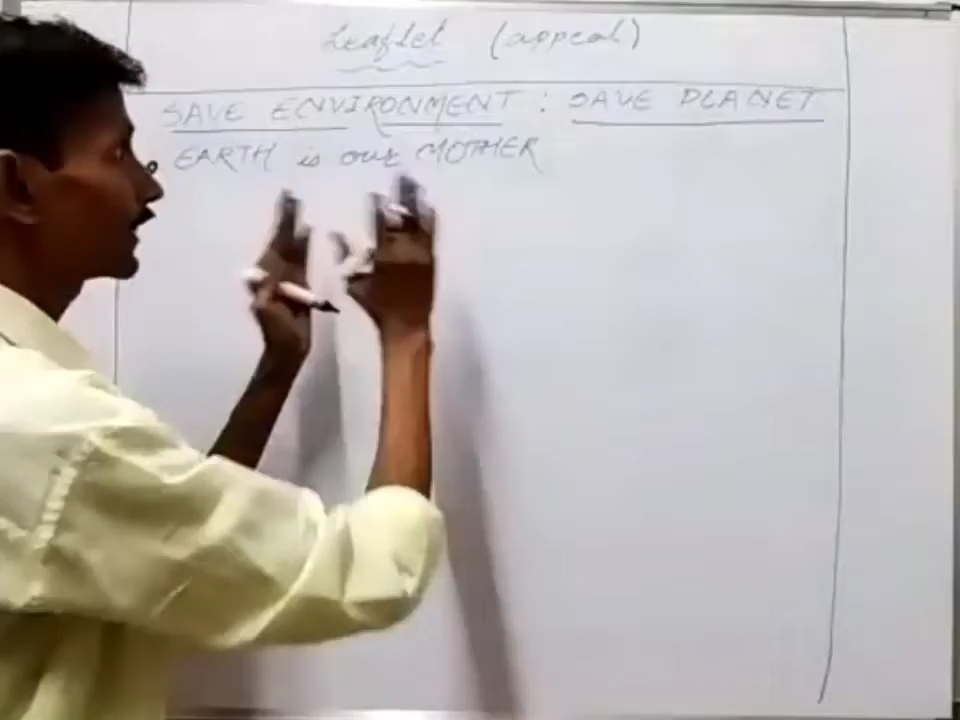 Leaflet (appeal)
SAVE ENVIRONMENT : SAVE PLANET
EARTH is our MOTHER